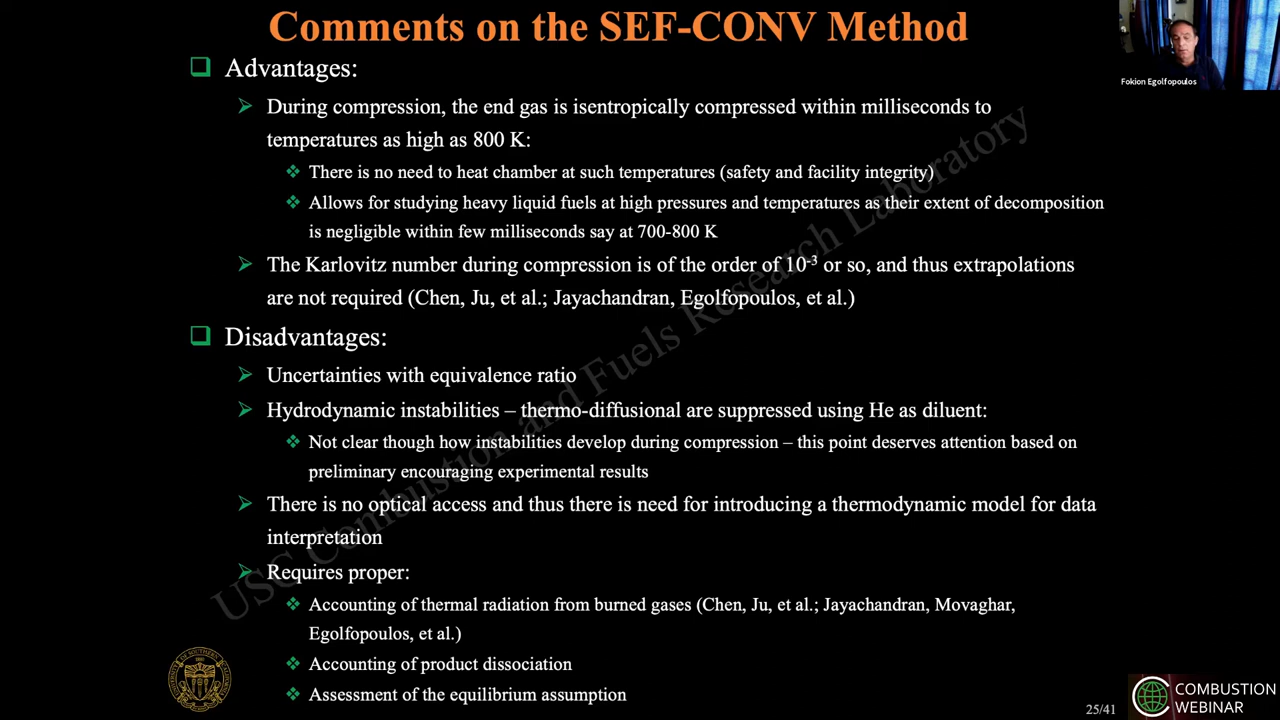 Comments on the SEF-CONV Method
Fokion Egolfopoulos
Advantages:
During compression, the end gas is isentropically compressed within milliseconds to
temperatures as high as 800 K:
There is no need to heat chamber at such temperatures (safety and facility integrity)
Allows for studying heavy liquid fuels at high pressures and temperatures as their extent of decomposition
is negligible within few milliseconds say at 700-800 K
The Karlovitz number during compression is of the order of 10⁻³ or so, and thus extrapolations
are not required (Chen, Ju, et al.; Jayachandran, Egolfopoulos, et al.)
Disadvantages:
Uncertainties with equivalence ratio
Hydrodynamic instabilities – thermo-diffusional are suppressed using He as diluent:
Not clear though how instabilities develop during compression – this point deserves attention based on
preliminary encouraging experimental results
There is no optical access and thus there is need for introducing a thermodynamic model for data
interpretation
Requires proper:
Accounting of thermal radiation from burned gases (Chen, Ju, et al.; Jayachandran, Movaghar,
Egolfopoulos, et al.)
Accounting of product dissociation
Assessment of the equilibrium assumption
USC Combustion and Fuels Research Laboratory
25/41
COMBUSTION
WEBINAR